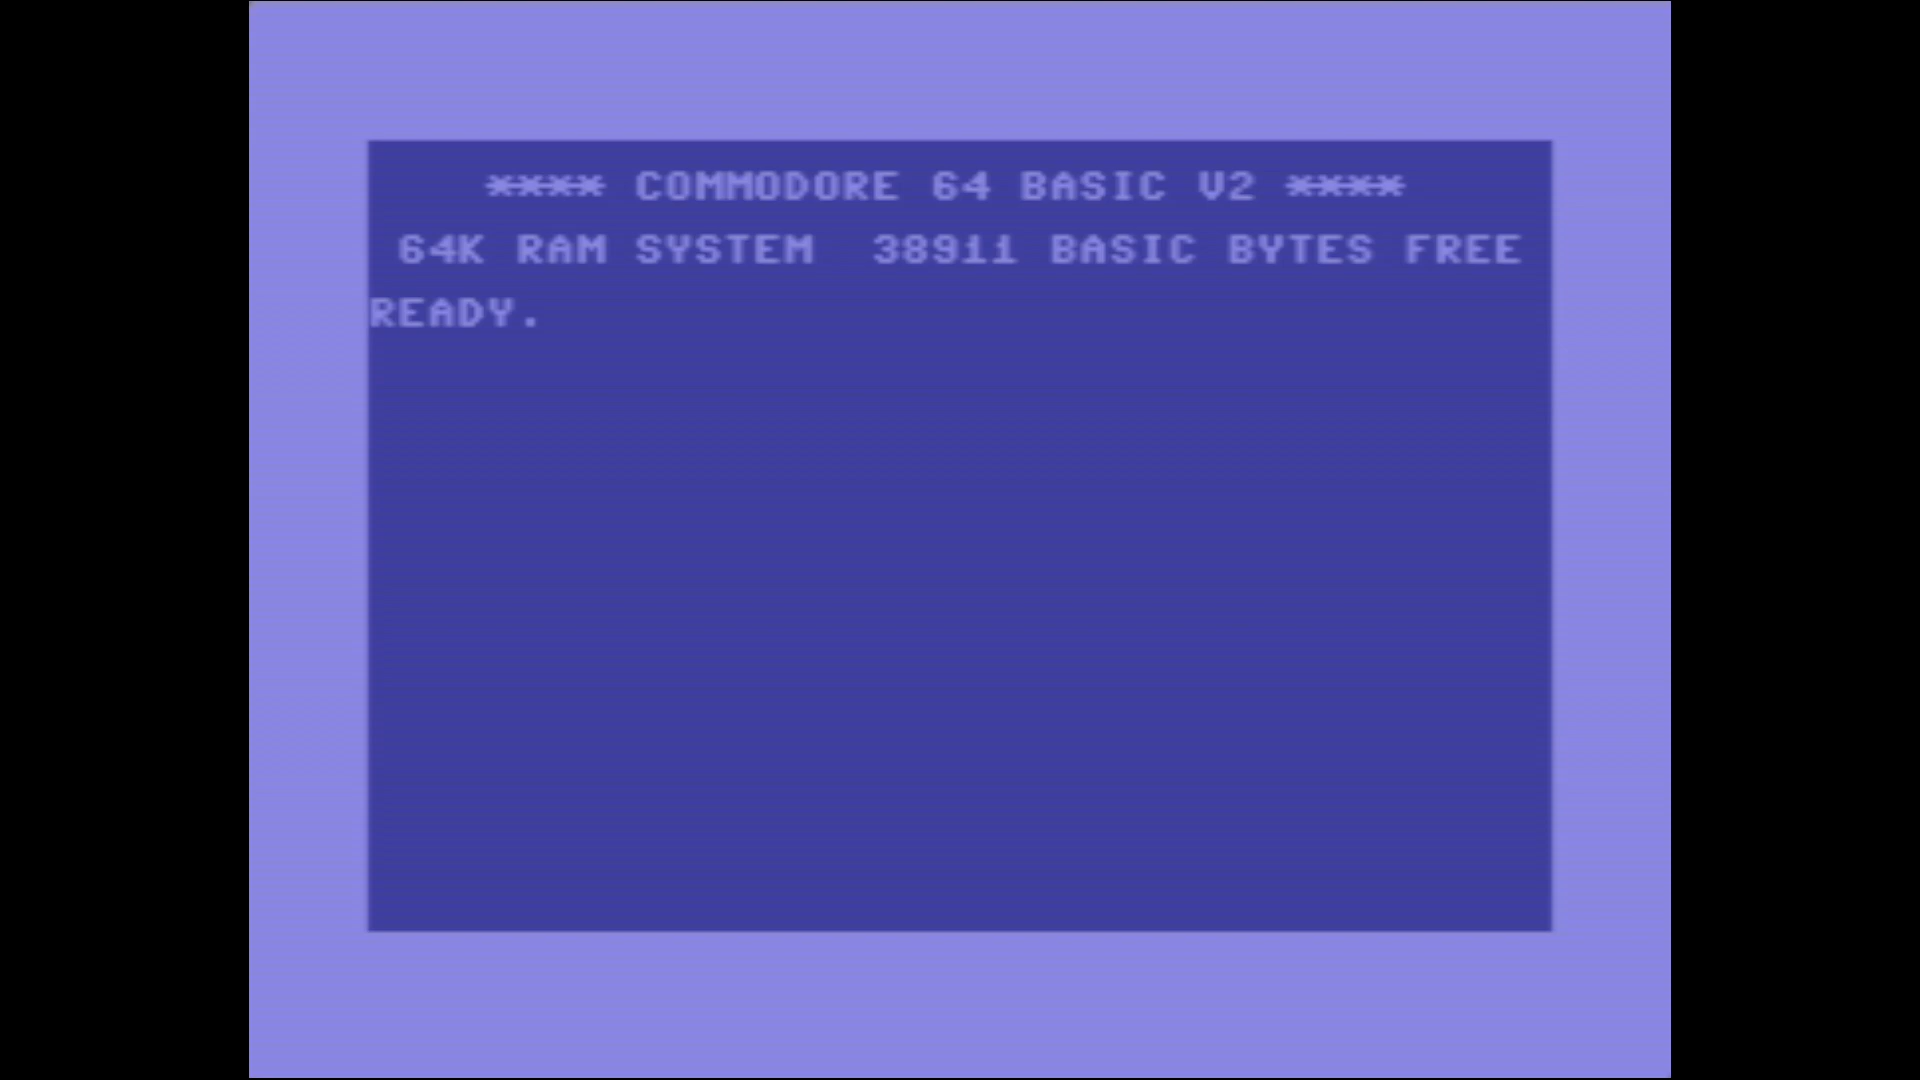 **** COMMODORE 64 BASIC V2 ****
64K RAM SYSTEM  38911 BASIC BYTES FREE
READY.